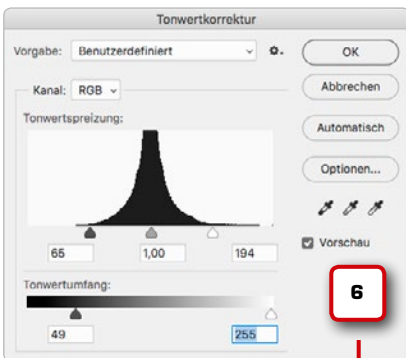 Tonwertkorrektur
Vorgabe: Benutzerdefiniert
OK
Kanal: RGB
Abbrechen
Tonwertspreizung:
Automatisch
Optionen...
65 1,00 194
Vorschau
Tonwertumfang:
6
49 255